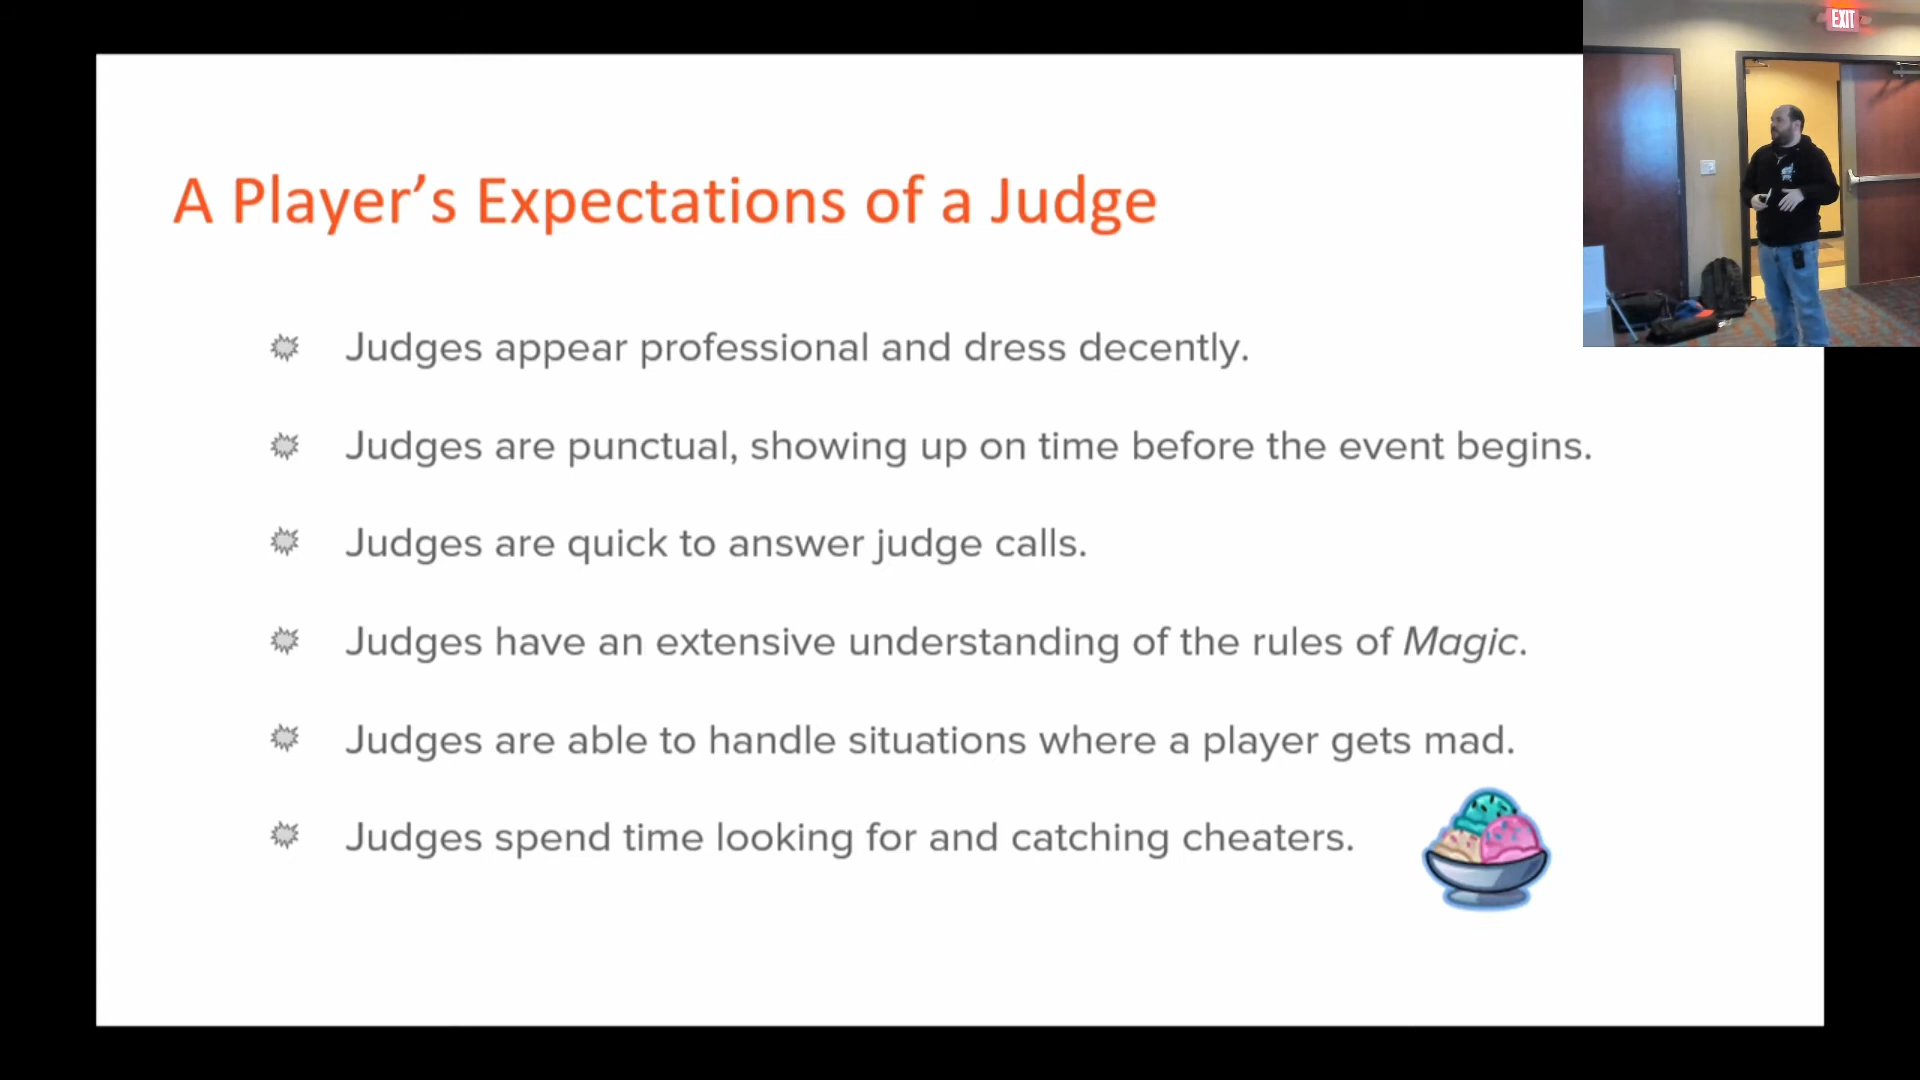 EXIT
A Player's Expectations of a Judge
Judges appear professional and dress decently.
Judges are punctual, showing up on time before the event begins.
Judges are quick to answer judge calls.
Judges have an extensive understanding of the rules of Magic.
Judges are able to handle situations where a player gets mad.
Judges spend time looking for and catching cheaters.